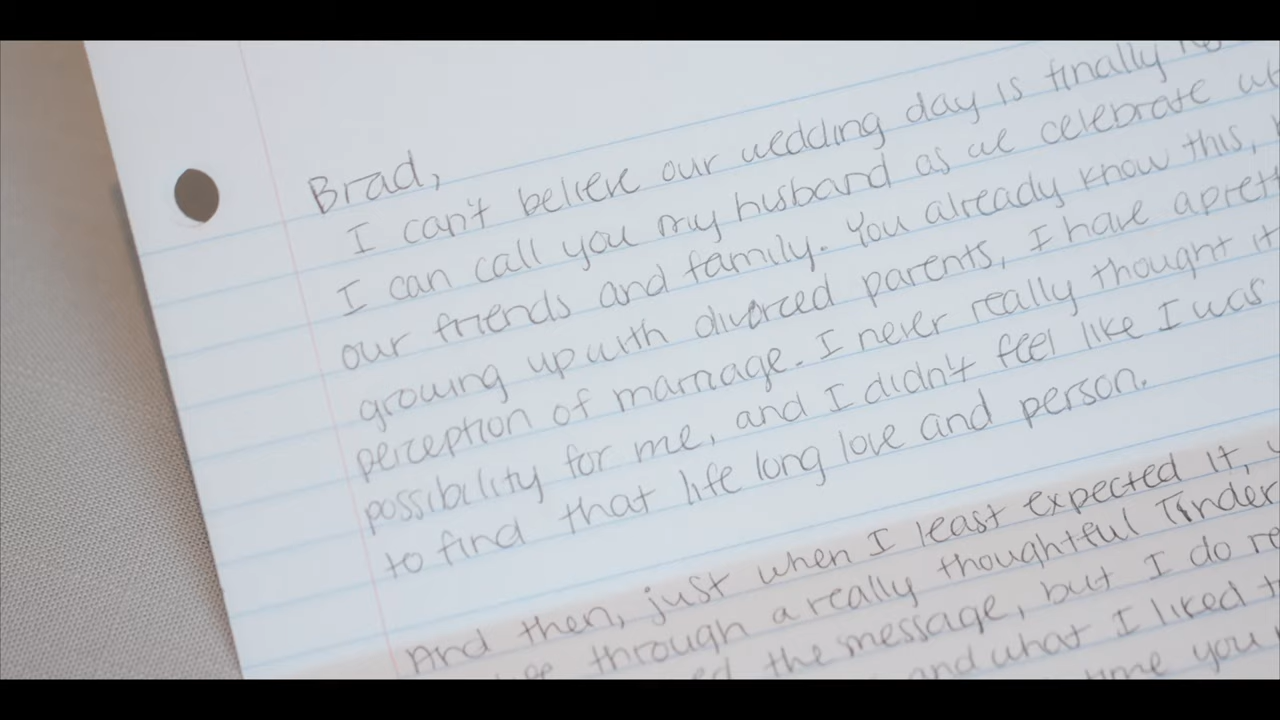 Brad,
I can't believe our wedding day is finally
I can call you my husband as we celebrate
our friends and family. You already know this,
growing up with divorced parents, I have a
perception of marriage. I never really thought it
possibility for me, and I didn't feel like I was
to find that life long love and person.
And then, just when I least expected it,
through a really thoughtful Tinder
the message, but I do
and what I liked
time you